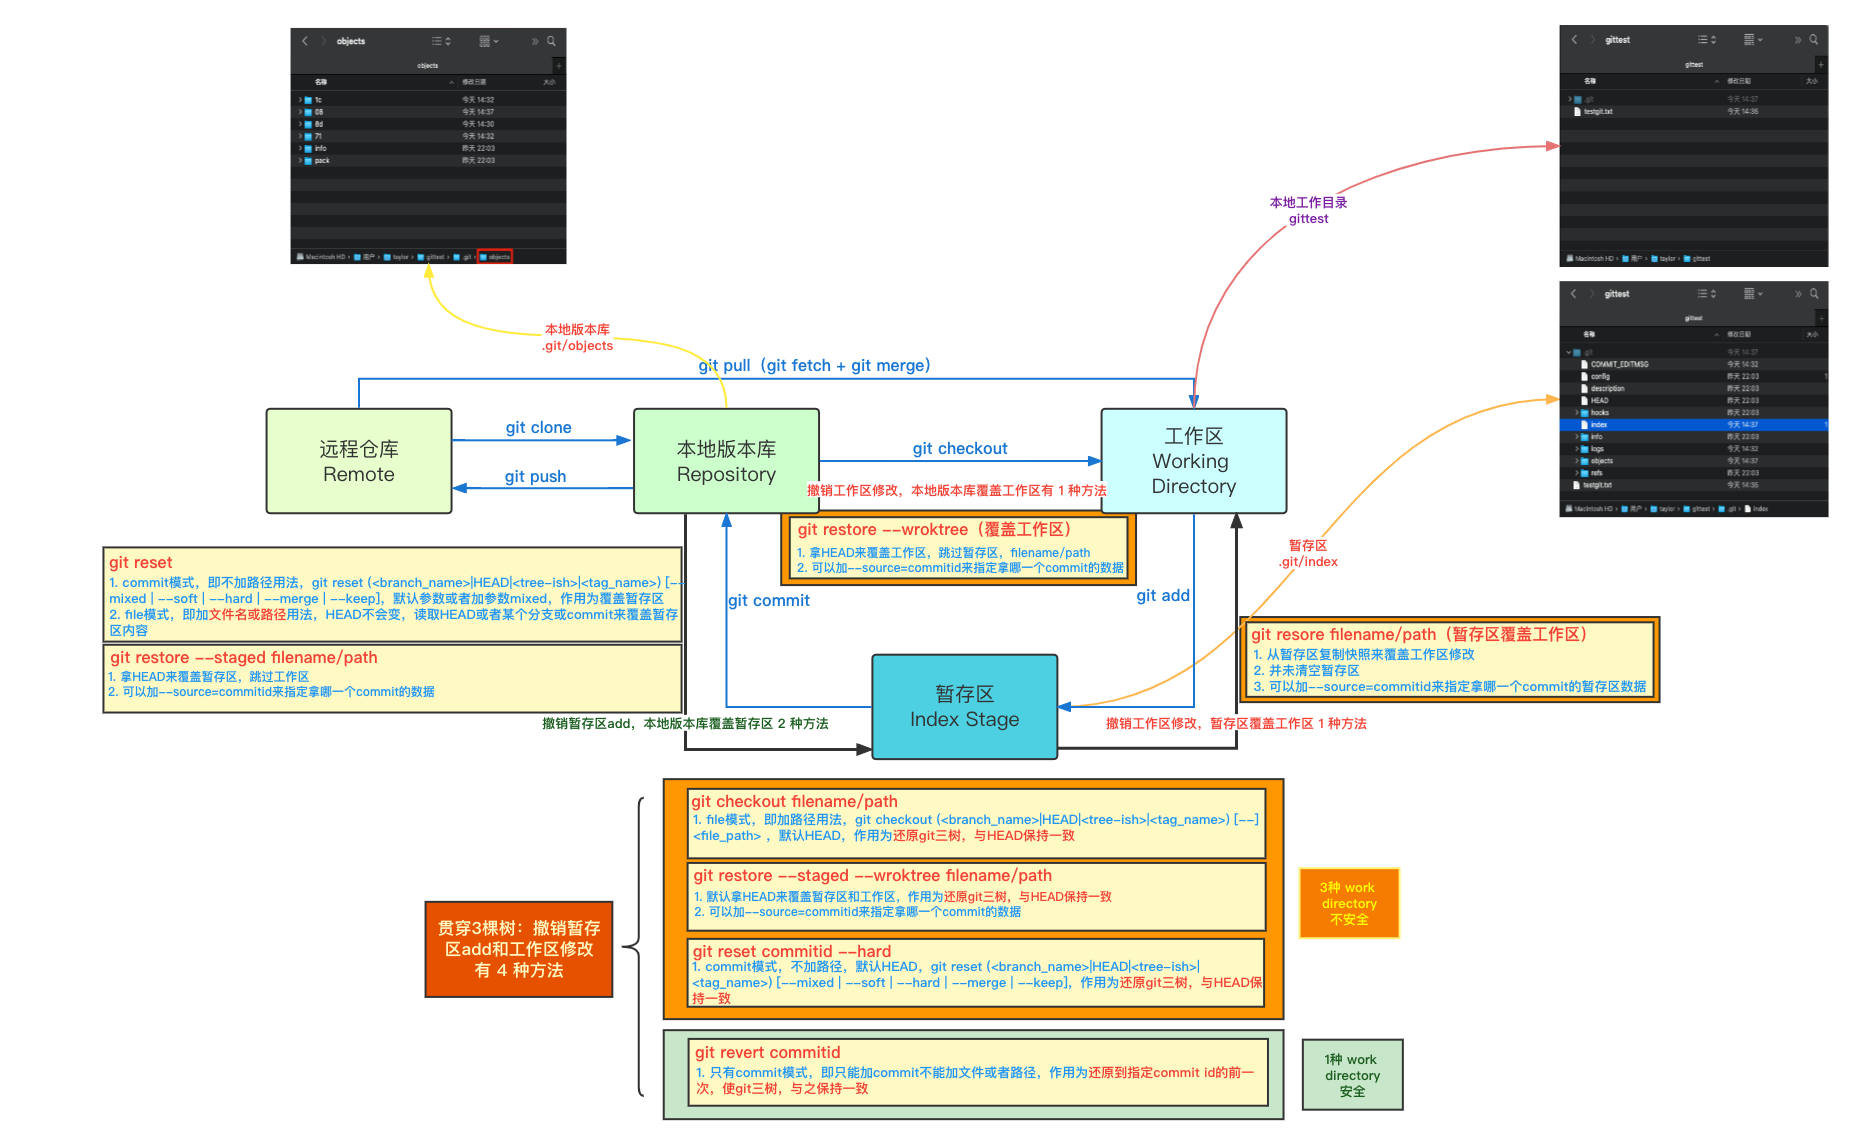 objects
objects
名称 修改日期 大小
1c 今天 14:32
08 今天 14:37
8d 今天 14:30
71 今天 14:32
info 昨天 22:03
pack 昨天 22:03
Macintosh HD › 用户 › taylor › gittest › .git › objects
gittest
gittest
名称 修改日期 大小
.git 今天 14:37
testgit.txt 今天 14:35
Macintosh HD › 用户 › taylor › gittest
gittest
gittest
名称 修改日期 大小
.git 今天 14:37
COMMIT_EDITMSG 今天 14:32
config 昨天 22:03
description 昨天 22:03
HEAD 昨天 22:03
hooks 昨天 22:03
index 今天 14:37
info 昨天 22:03
logs 今天 14:32
objects 今天 14:37
refs 昨天 22:03
testgit.txt 今天 14:35
Macintosh HD › 用户 › taylor › gittest › .git › index
本地工作目录
gittest
本地版本库
.git/objects
git pull（git fetch + git merge）
远程仓库
Remote
git clone
git push
本地版本库
Repository
git checkout
工作区
Working
Directory
撤销工作区修改，本地版本库覆盖工作区有 1 种方法
git restore --wroktree（覆盖工作区）
1. 拿HEAD来覆盖工作区，跳过暂存区，filename/path
2. 可以加--source=commitid来指定拿哪一个commit的数据
暂存区
.git/index
git reset
1. commit模式，即不加路径用法，git reset (<branch_name>|HEAD|<tree-ish>|<tag_name>) [--
mixed | --soft | --hard | --merge | --keep]，默认参数或者加参数mixed，作用为覆盖暂存区
2. file模式，即加文件名或路径用法，HEAD不会变，读取HEAD或者某个分支或commit来覆盖暂存
区内容
git restore --staged filename/path
1. 拿HEAD来覆盖暂存区，跳过工作区
2. 可以加--source=commitid来指定拿哪一个commit的数据
git commit
git add
git resore filename/path（暂存区覆盖工作区）
1. 从暂存区复制快照来覆盖工作区修改
2. 并未清空暂存区
3. 可以加--source=commitid来指定拿哪一个commit的暂存区数据
暂存区
Index Stage
撤销暂存区add，本地版本库覆盖暂存区 2 种方法
撤销工作区修改，暂存区覆盖工作区 1 种方法
git checkout filename/path
1. file模式，即加路径用法，git checkout (<branch_name>|HEAD|<tree-ish>|<tag_name>) [--]
<file_path> ，默认HEAD，作用为还原git三树，与HEAD保持一致
git restore --staged --wroktree filename/path
1. 默认拿HEAD来覆盖暂存区和工作区，作用为还原git三树，与HEAD保持一致
2. 可以加--source=commitid来指定拿哪一个commit的数据
git reset commitid --hard
1. commit模式，不加路径，默认HEAD，git reset (<branch_name>|HEAD|<tree-ish>|
<tag_name>) [--mixed | --soft | --hard | --merge | --keep]，作用为还原git三树，与HEAD保
持一致
3种 work
directory
不安全
贯穿3棵树：撤销暂存
区add和工作区修改
有 4 种方法
git revert commitid
1. 只有commit模式，即只能加commit不能加文件或者路径，作用为还原到指定commit id的前一
次，使git三树，与之保持一致
1种 work
directory
安全